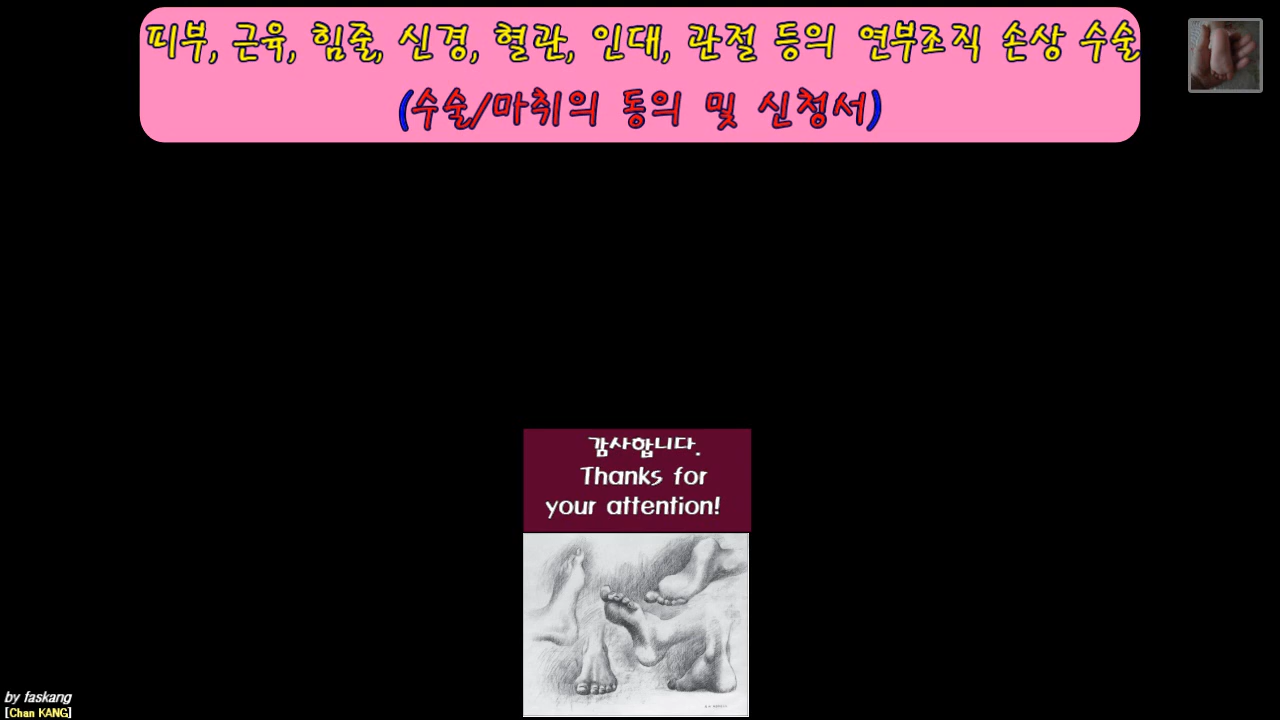 피부, 근육, 힘줄, 신경, 혈관, 인대, 관절 등의 연부조직 손상 수술
(수술/마취의 동의 및 신청서)
감사합니다.
Thanks for
your attention!
by faskang
[Chan KANG]